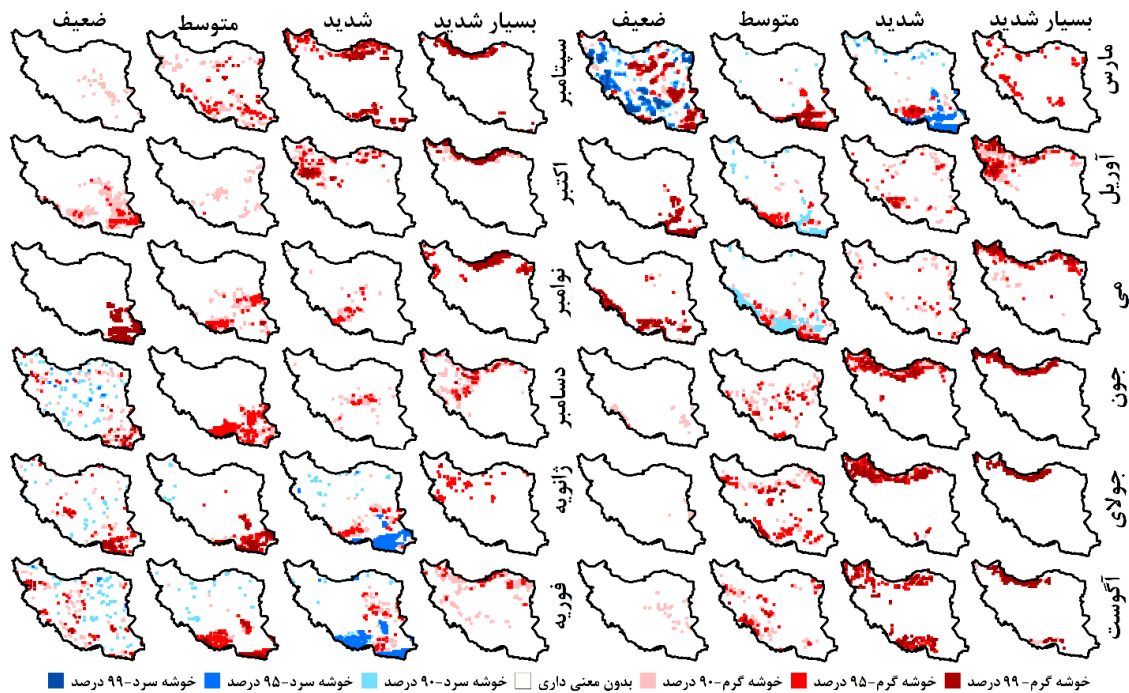 بسیار شدید شدید متوسط ضعیف بسیار شدید شدید متوسط ضعیف
مارس سپتامبر
آوریل اکتبر
می نوامبر
جون دسامبر
جولای ژانویه
آگوست فوریه
خوشه گرم-۹۹ درصد خوشه گرم-۹۵ درصد خوشه گرم-۹۰ درصد بدون معنی داری خوشه سرد-۹۰ درصد خوشه سرد-۹۵ درصد خوشه سرد-۹۹ درصد